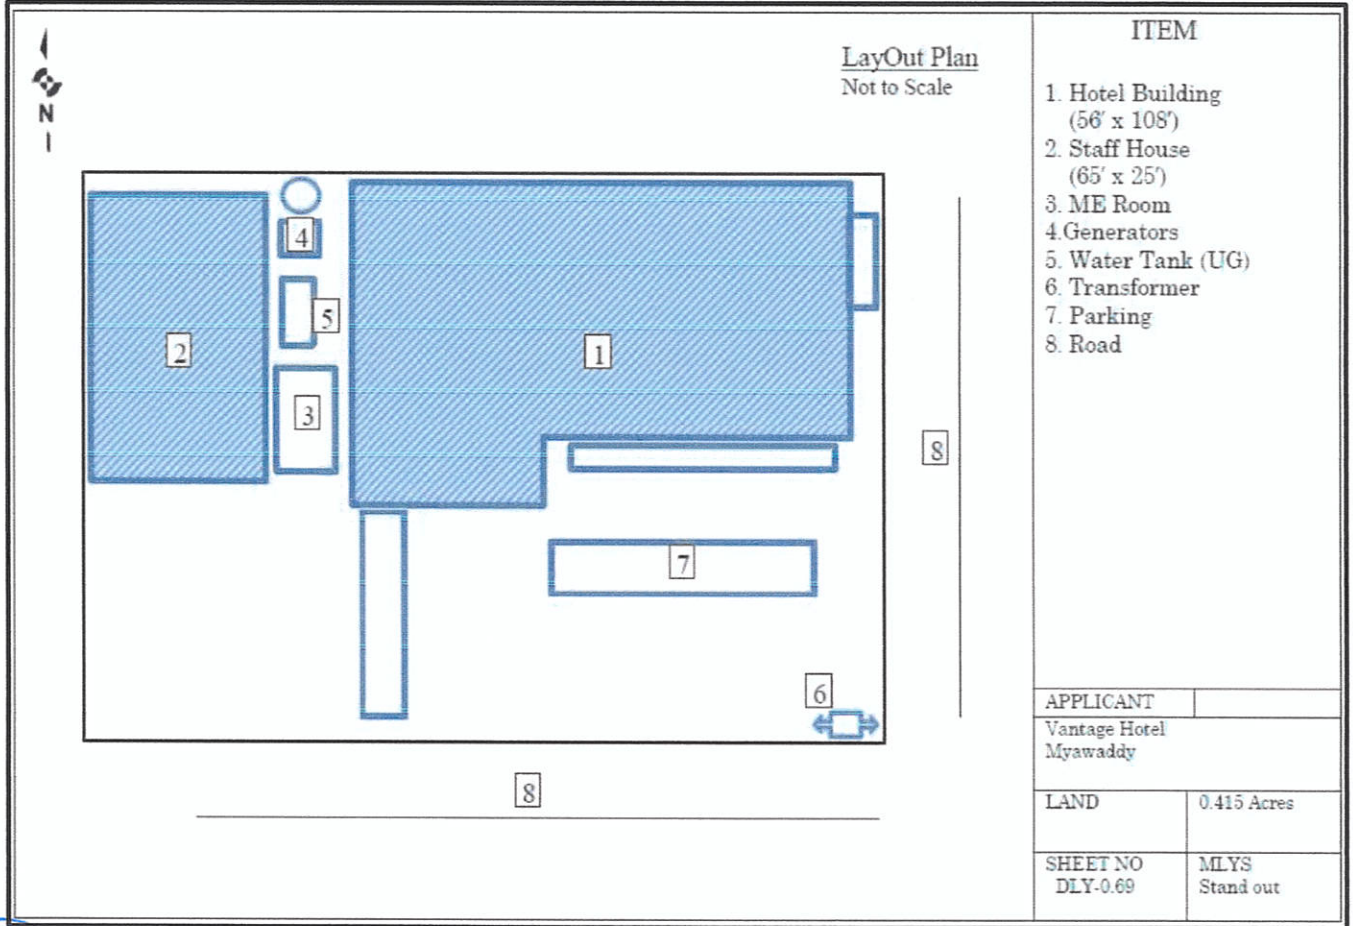 N
LayOut Plan
Not to Scale
4
5
2
1
3
8
7
6
8
ITEM
1. Hotel Building
(56' x 108')
2. Staff House
(65' x 25')
3. ME Room
4.Generators
5. Water Tank (UG)
6. Transformer
7. Parking
8. Road
APPLICANT
Vantage Hotel
Myawaddy
LAND 0.415 Acres
SHEET NO MLYS
DLY-0.69 Stand out